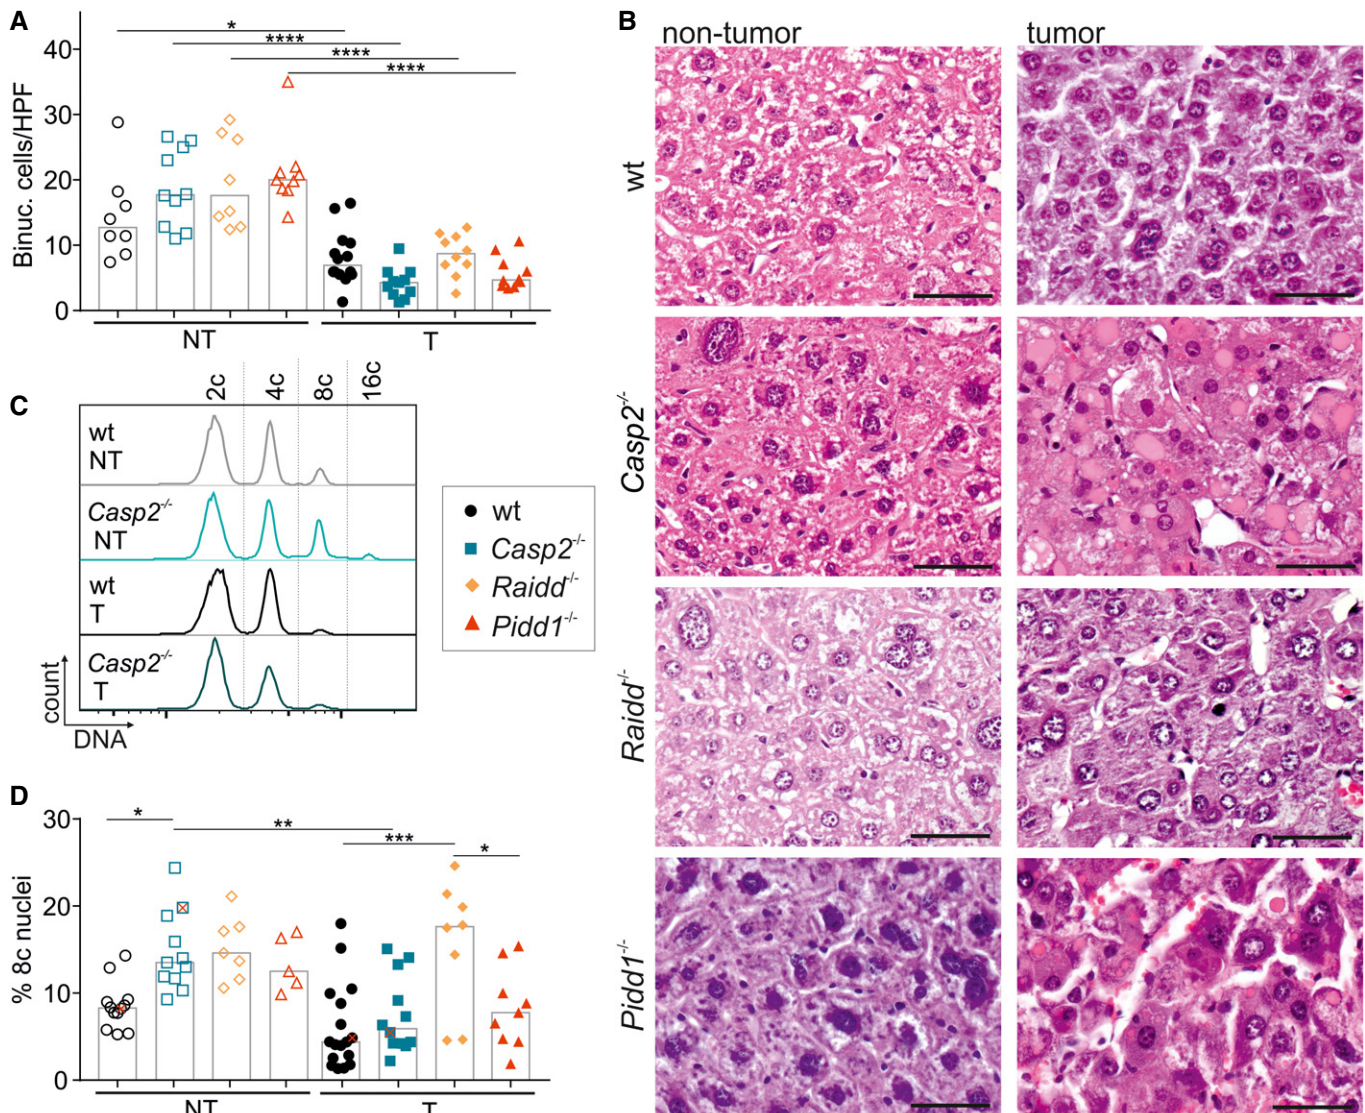 A
*
****
****
****
40
30
20
10
0
Binuc. cells/HPF
NT
T
B
non-tumor
tumor
wt
Casp2-/-
Raidd-/-
Pidd1-/-
C
2c
4c
8c
16c
wt
NT
Casp2-/-
NT
wt
T
Casp2-/-
T
count
DNA
wt
Casp2-/-
Raidd-/-
Pidd1-/-
D
*
**
***
*
30
20
10
0
% 8c nuclei
NT
T